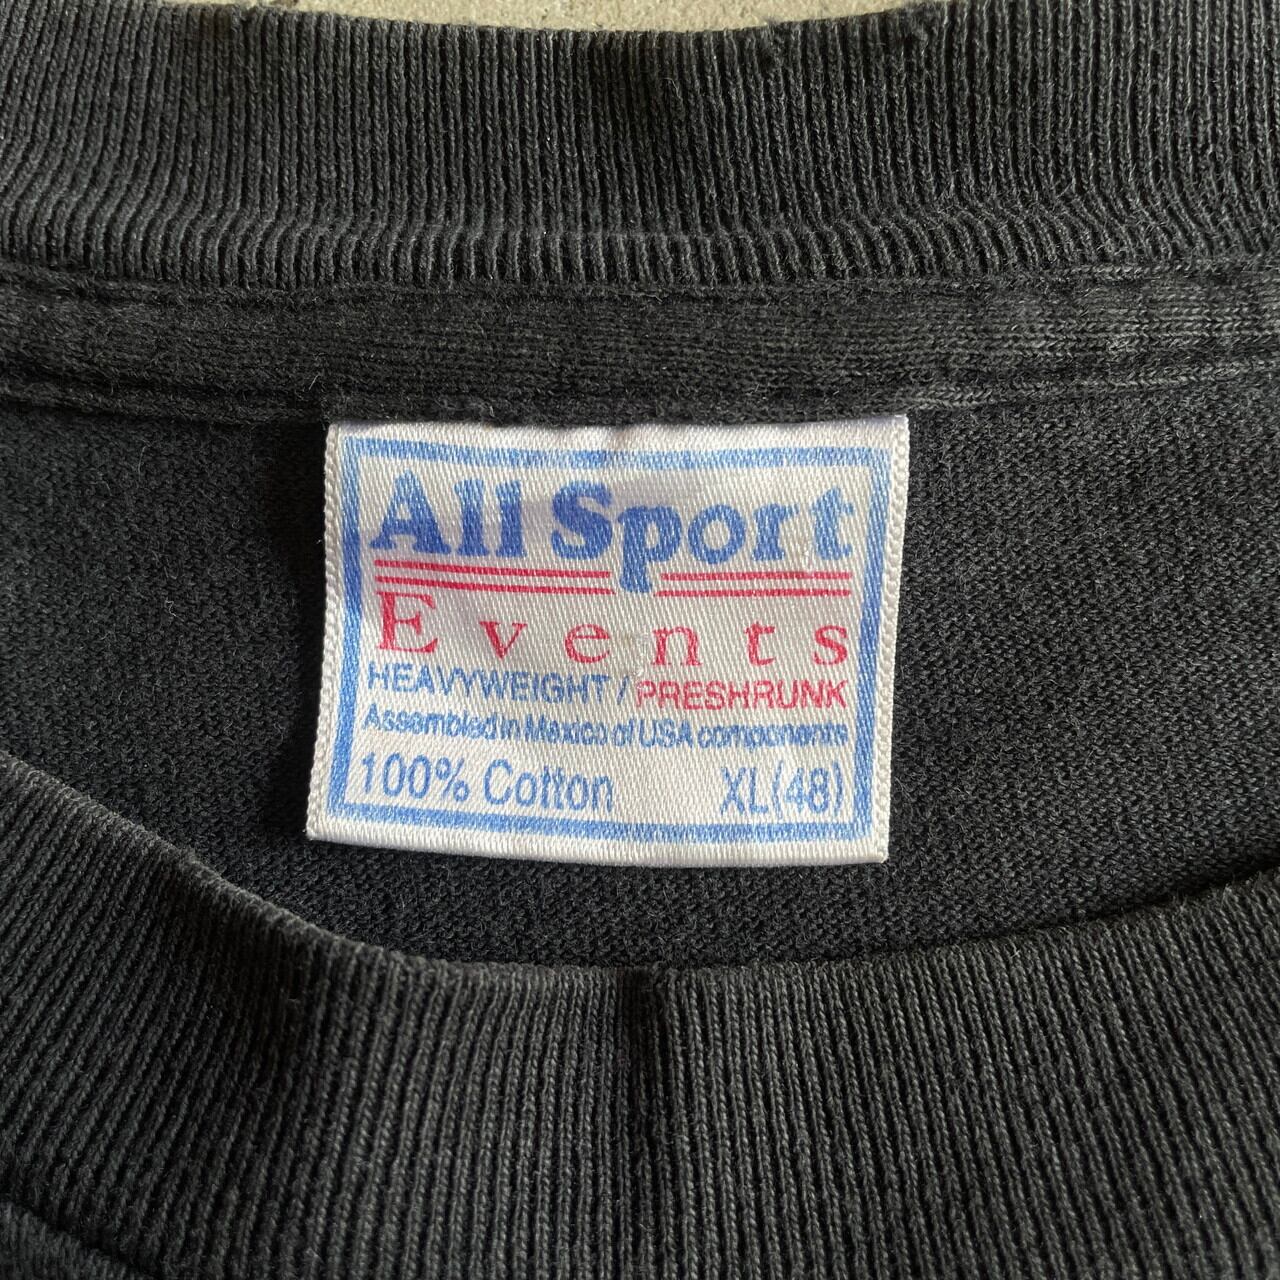 All Sport
Events
HEAVYWEIGHT / PRESHRUNK
Assembled in Mexico of USA components
100% Cotton XL(48)